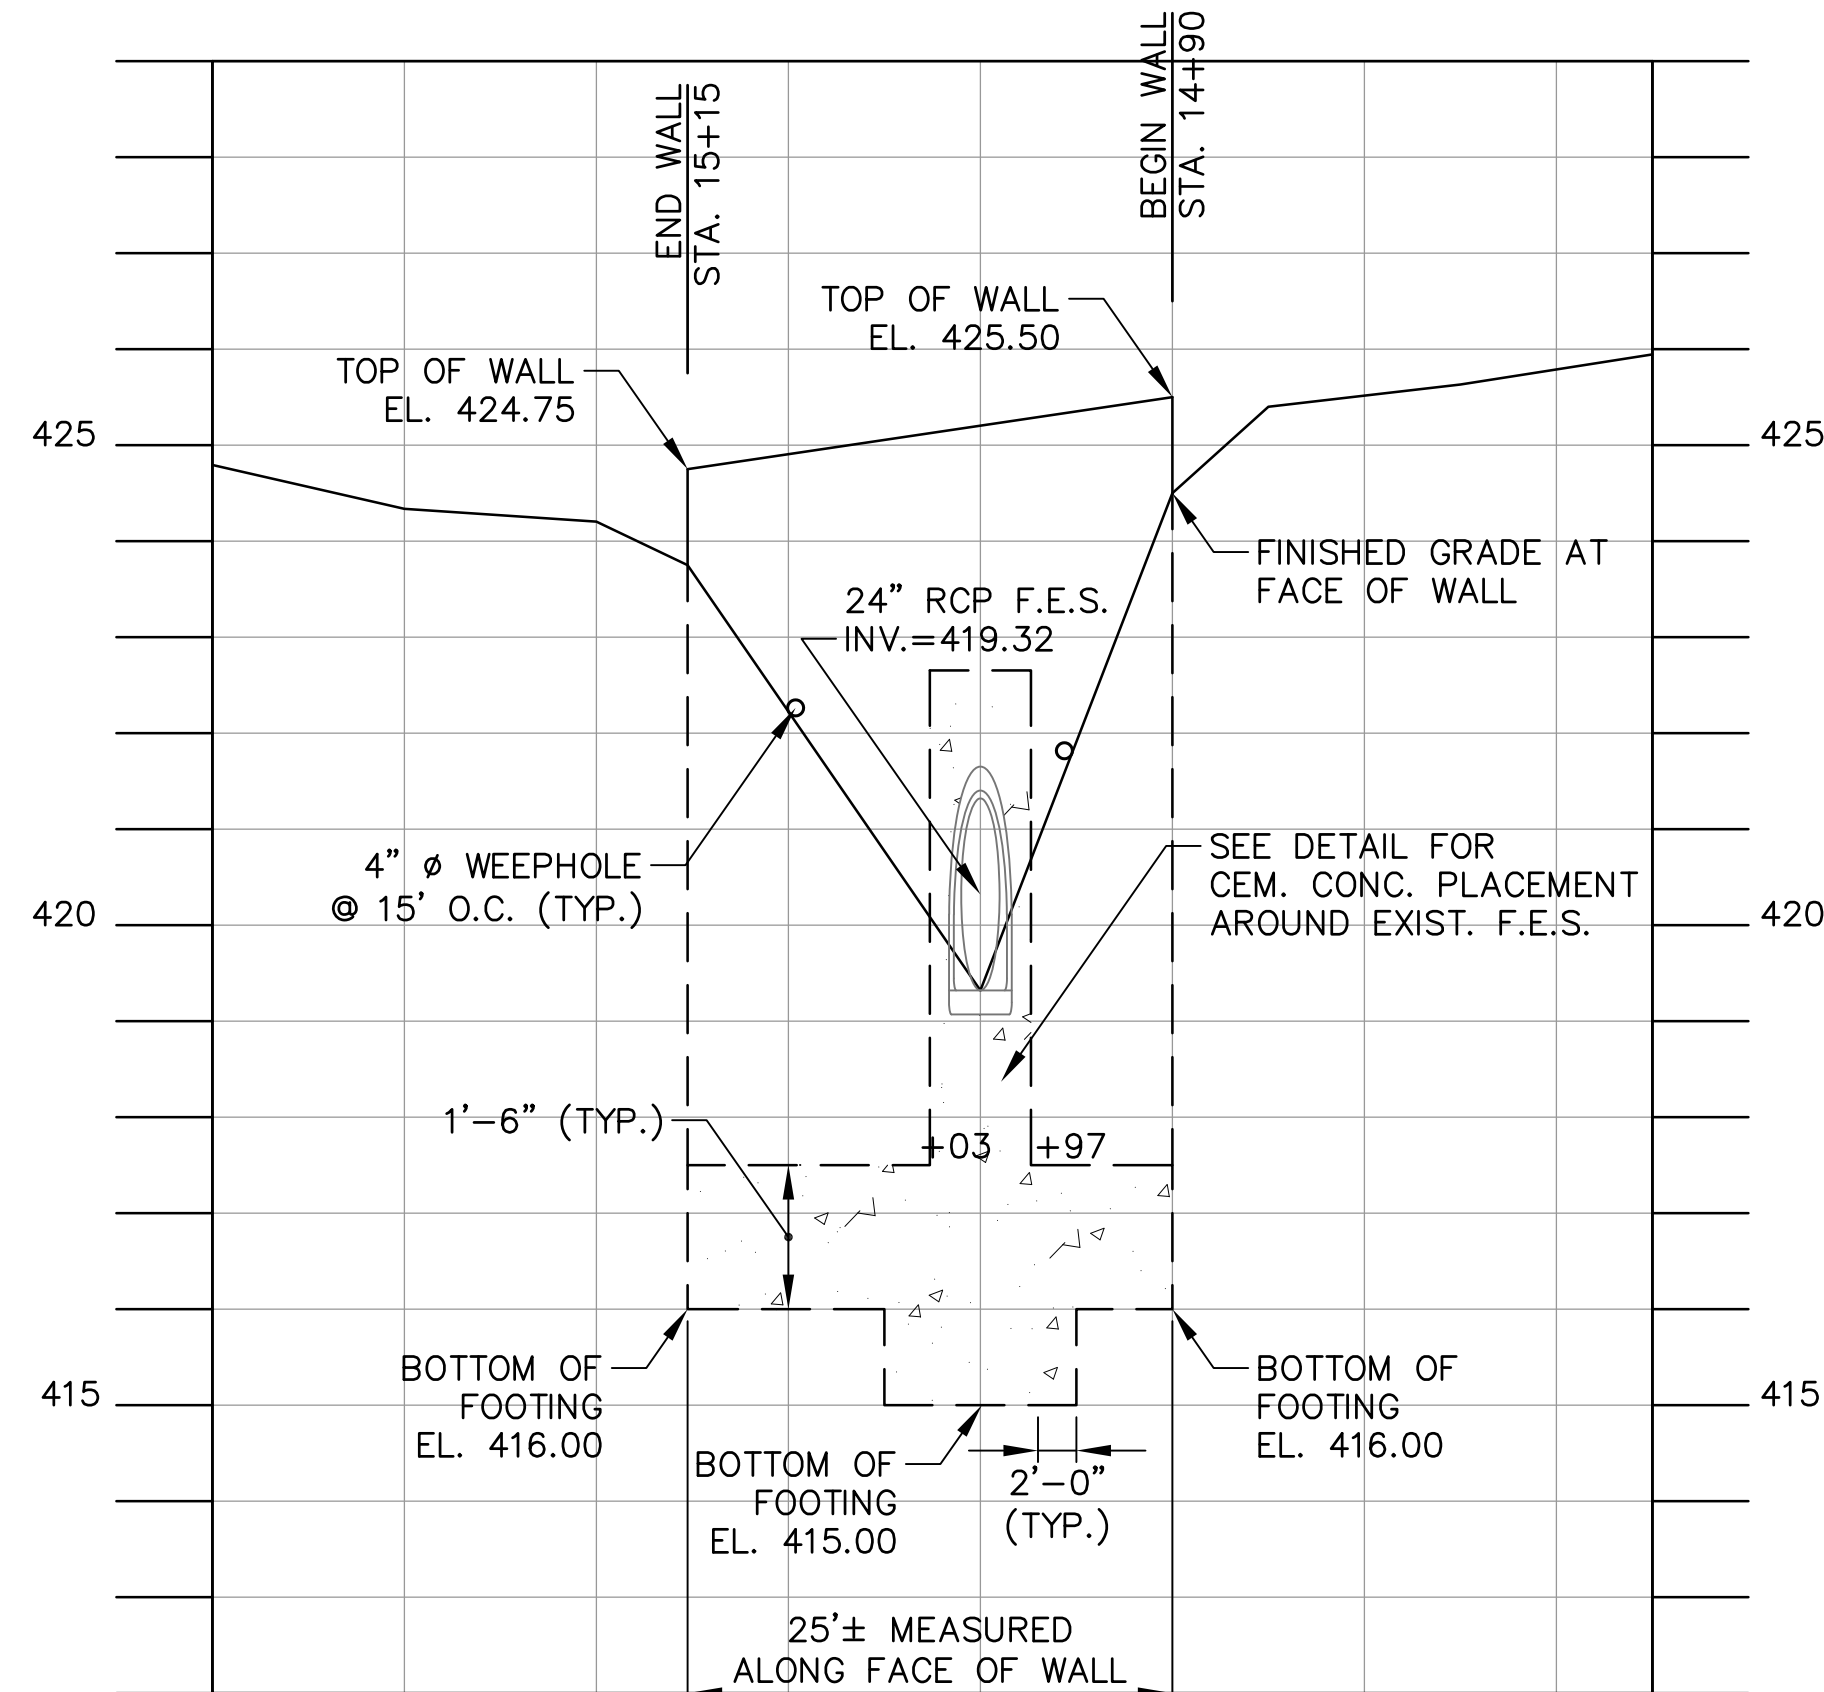 END WALL
STA. 15+15
BEGIN WALL
STA. 14+90
TOP OF WALL
EL. 425.50
TOP OF WALL
EL. 424.75
425
425
FINISHED GRADE AT
FACE OF WALL
24" RCP F.E.S.
INV.=419.32
4" ø WEEPHOLE
@ 15' O.C. (TYP.)
SEE DETAIL FOR
CEM. CONC. PLACEMENT
AROUND EXIST. F.E.S.
420
420
1'-6" (TYP.)
+03
+97
BOTTOM OF
FOOTING
EL. 416.00
BOTTOM OF
FOOTING
EL. 416.00
415
415
BOTTOM OF
FOOTING
EL. 415.00
2'-0"
(TYP.)
25'± MEASURED
ALONG FACE OF WALL